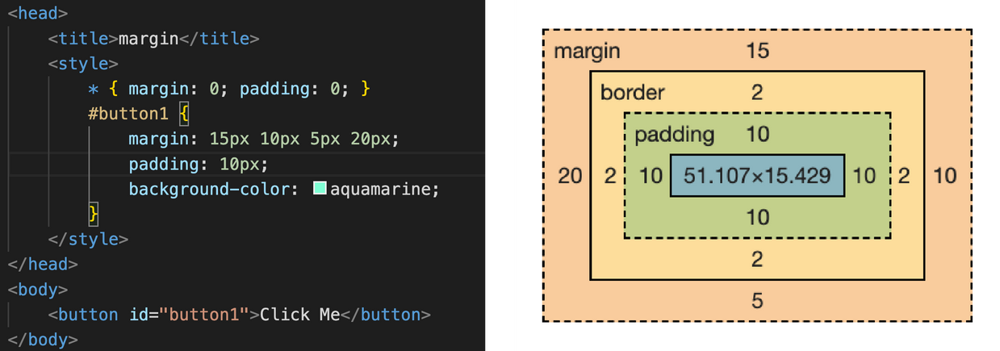 <head>
<title>margin</title>
<style>
* { margin: 0; padding: 0; }
#button1 {
margin: 15px 10px 5px 20px;
padding: 10px;
background-color: aquamarine;
}
</style>
</head>
<body>
<button id="button1">Click Me</button>
</body>
margin 15
border 2
padding 10
20 2 10 51.107×15.429 10 2 10
10
2
5